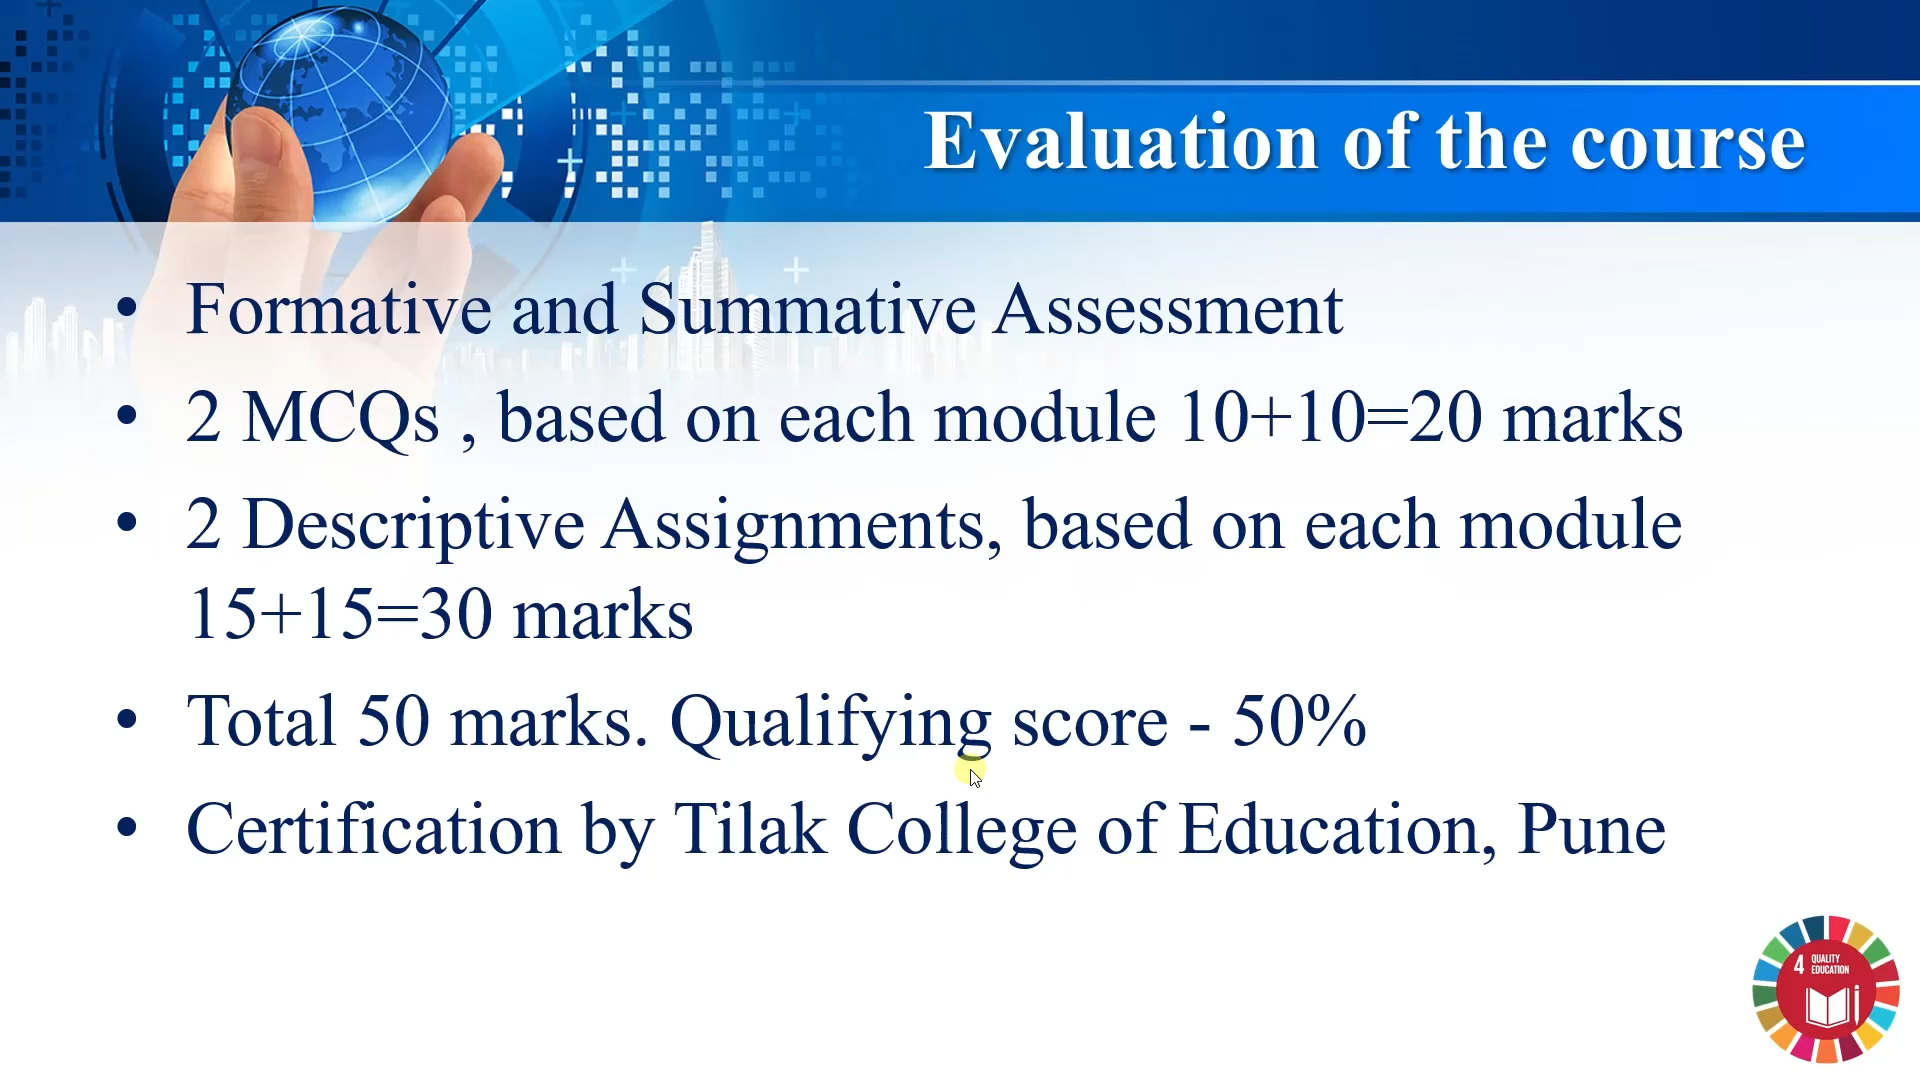 Evaluation of the course
• Formative and Summative Assessment
• 2 MCQs , based on each module 10+10=20 marks
• 2 Descriptive Assignments, based on each module
15+15=30 marks
• Total 50 marks. Qualifying score - 50%
• Certification by Tilak College of Education, Pune
4 QUALITY
EDUCATION